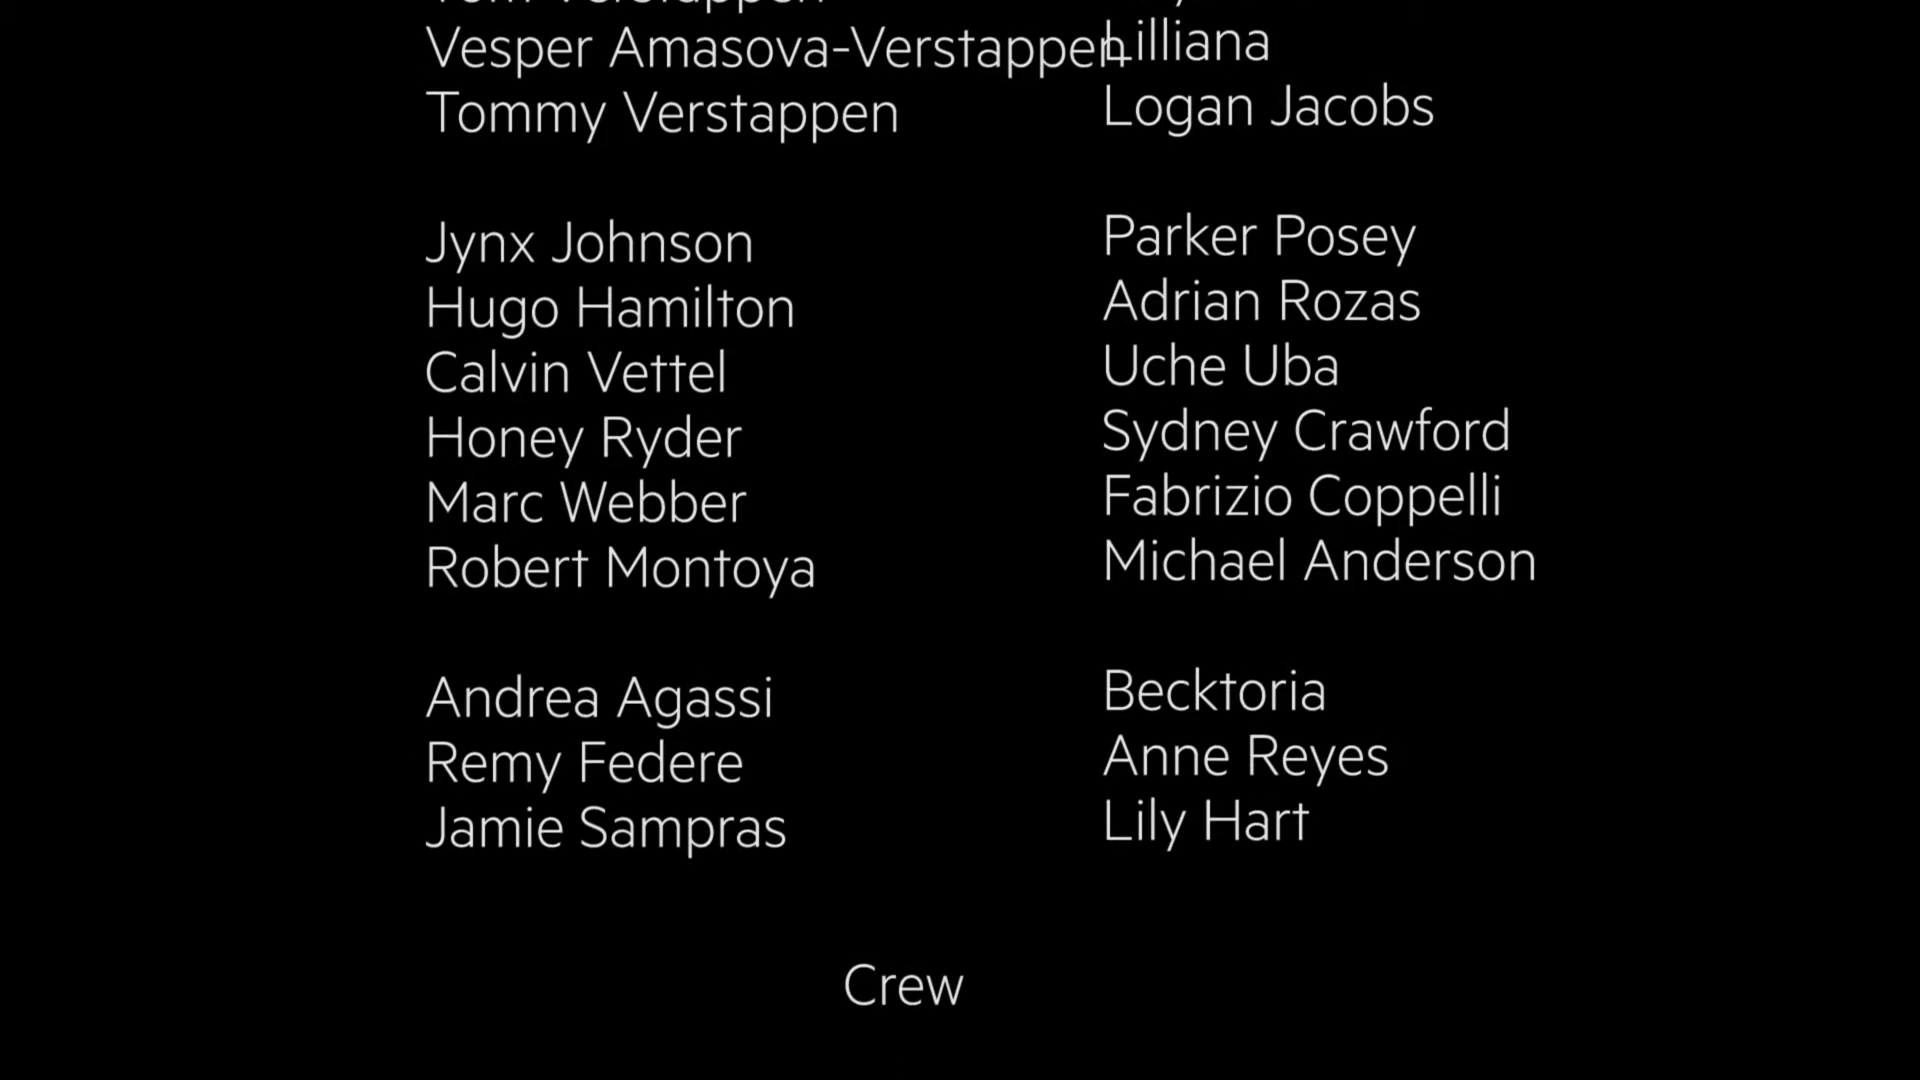 Vesper Amasova-Verstappen Lilliana
Tommy Verstappen Logan Jacobs
Jynx Johnson Parker Posey
Hugo Hamilton Adrian Rozas
Calvin Vettel Uche Uba
Honey Ryder Sydney Crawford
Marc Webber Fabrizio Coppelli
Robert Montoya Michael Anderson
Andrea Agassi Becktoria
Remy Federe Anne Reyes
Jamie Sampras Lily Hart
Crew